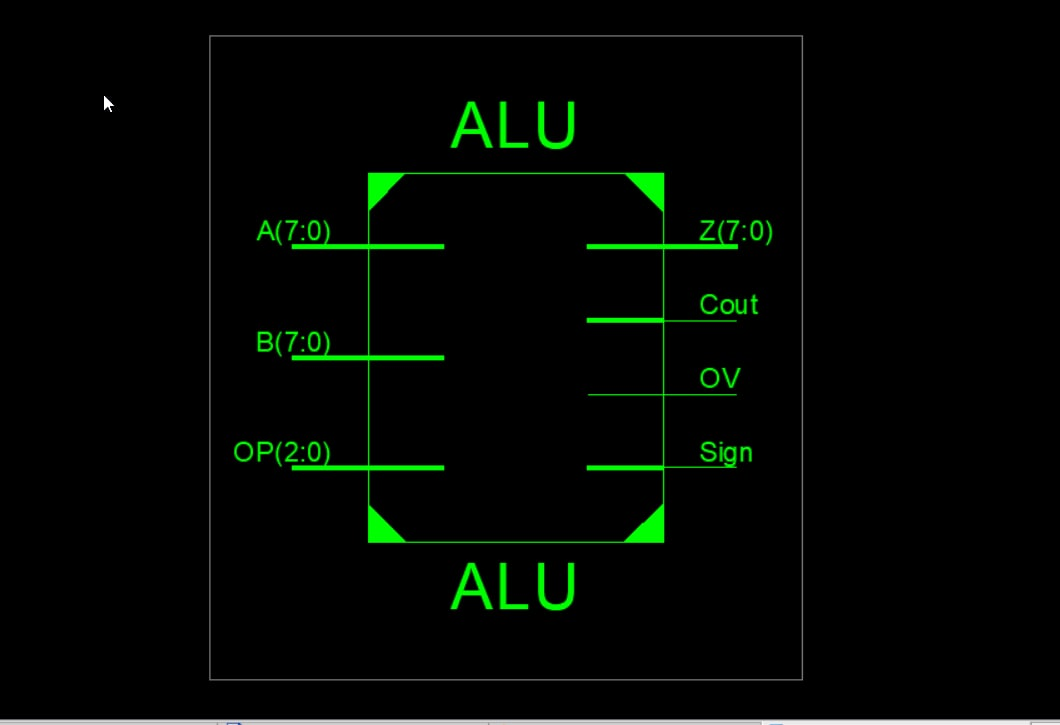 ALU
A(7:0)
Z(7:0)
Cout
B(7:0)
OV
OP(2:0)
Sign
ALU